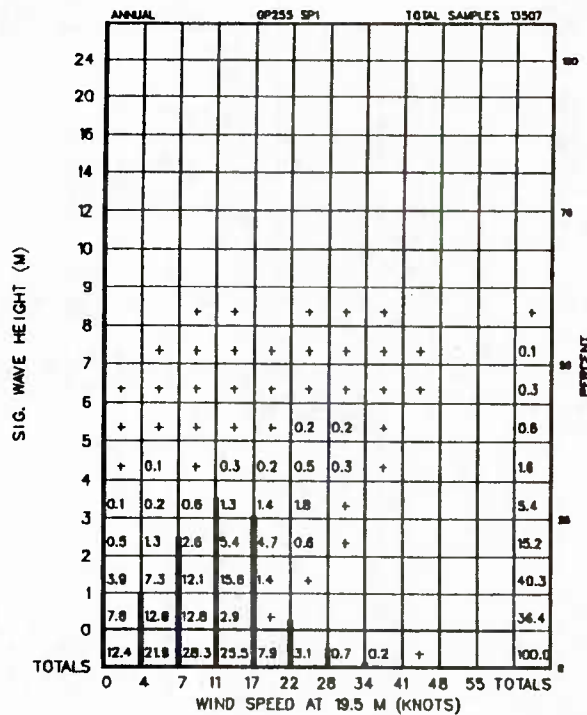 ANNUAL GP255 SP1 TOTAL SAMPLES 13507
SIG. WAVE HEIGHT (M)
24 100
20
16
14
12
10
9
8
+ + + + + +
7
+ + + + + + + + 0.1
6
+ + + + + + + + + 0.3
5
+ + + + + 0.2 0.2 + 0.6
4
+ 0.1 + 0.3 0.2 0.5 0.3 + 1.6
3
0.1 0.2 0.6 1.3 1.4 1.8 + 5.4
2
0.5 1.3 2.6 5.4 4.7 0.6 + 15.2
1
3.9 7.3 12.1 15.6 1.4 + 40.3
0
7.8 12.8 2.9 + 36.4
TOTALS 12.4 28.3 25.5 7.9 3.1 0.7 0.2 + 100.0
0 4 7 11 17 22 28 34 41 48 55 TOTALS
WIND SPEED AT 19.5 M (KNOTS)
PERCENT